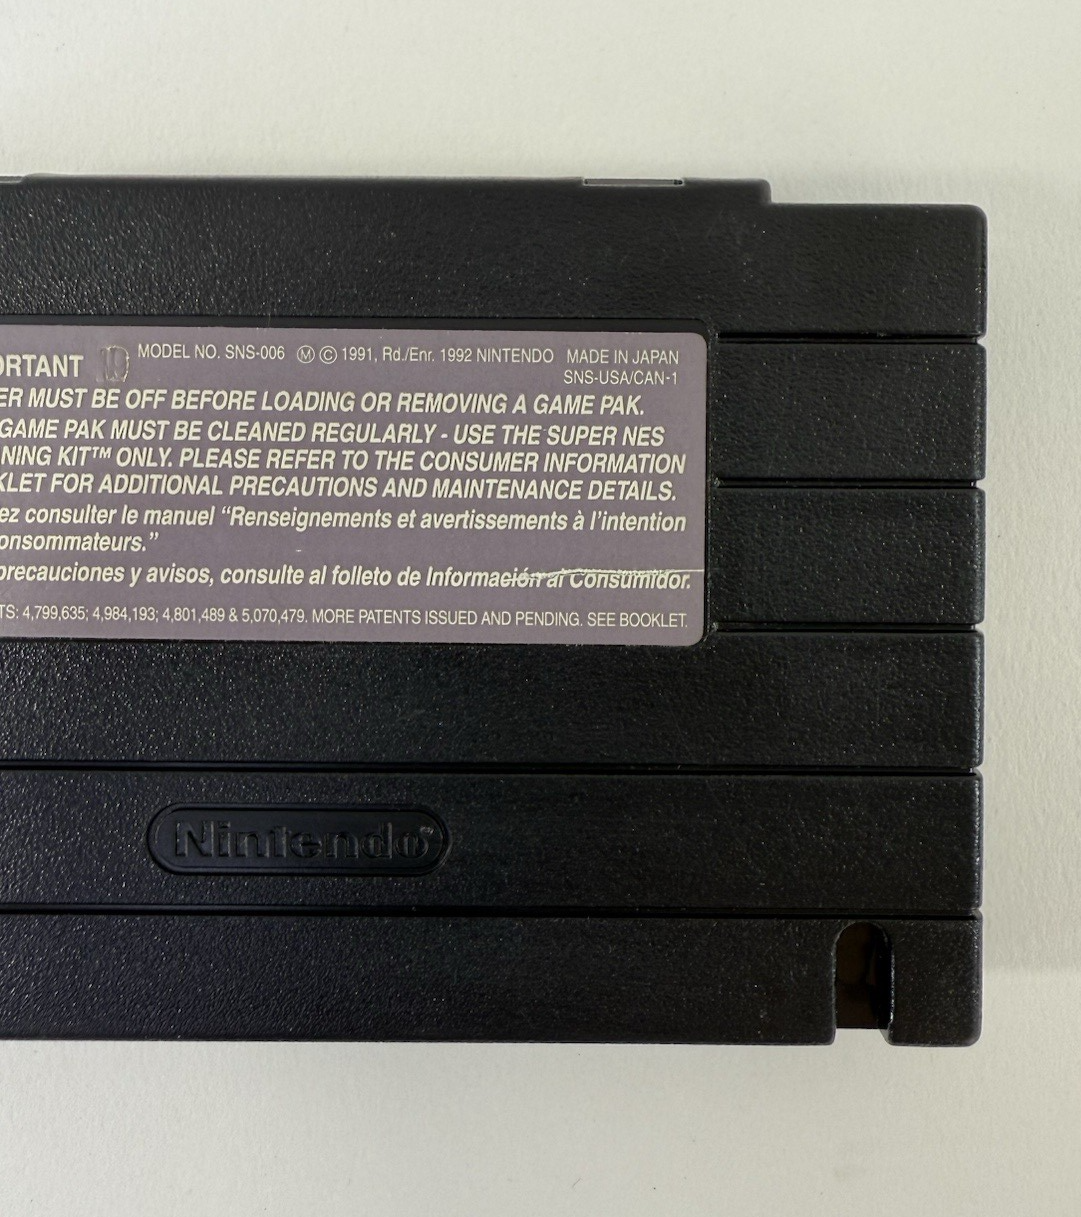 ORTANT 10 MODEL NO. SNS-006 Ⓜ © 1991, Rd./Enr. 1992 NINTENDO MADE IN JAPAN
SNS-USA/CAN-1
ER MUST BE OFF BEFORE LOADING OR REMOVING A GAME PAK.
GAME PAK MUST BE CLEANED REGULARLY - USE THE SUPER NES
NING KIT™ ONLY. PLEASE REFER TO THE CONSUMER INFORMATION
KLET FOR ADDITIONAL PRECAUTIONS AND MAINTENANCE DETAILS.
ez consulter le manuel “Renseignements et avertissements à l’intention
onsommateurs.”
precauciones y avisos, consulte al folleto de Información al Consumidor.
TS: 4,799,635; 4,984,193; 4,801,489 & 5,070,479. MORE PATENTS ISSUED AND PENDING. SEE BOOKLET.
Nintendo™